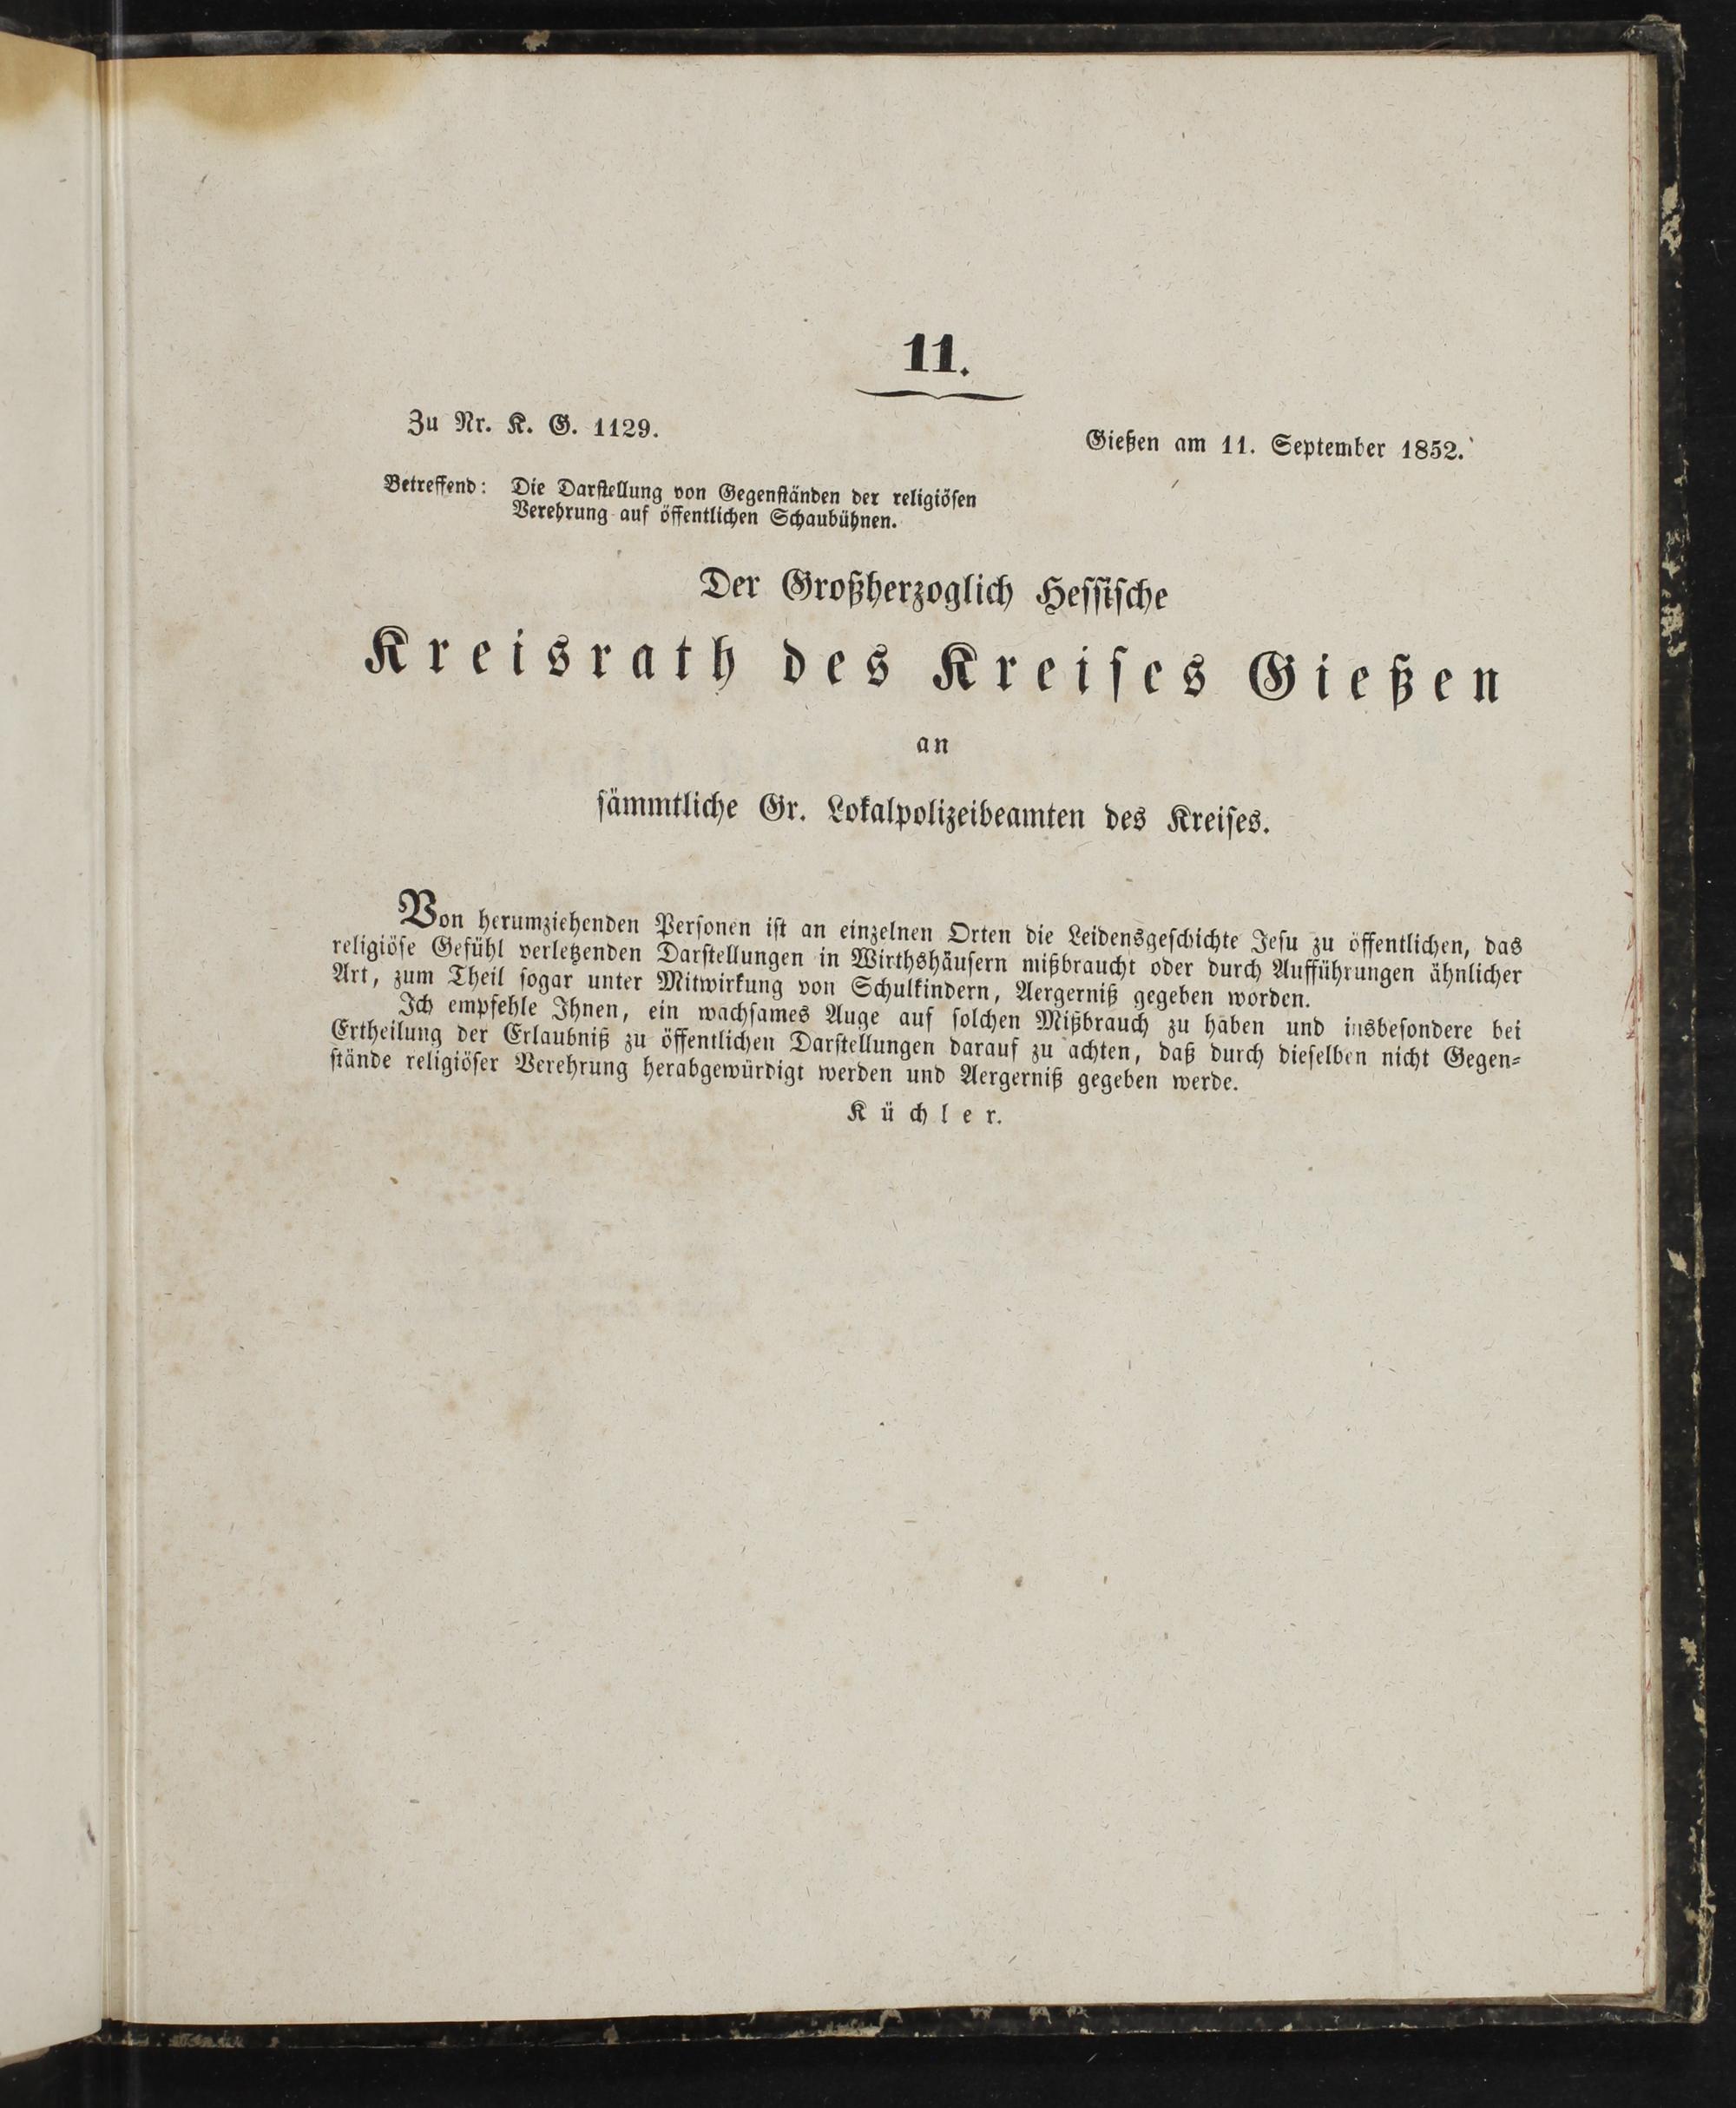 11.
Zu Nr. K. G. 1129.
Gießen am 11. September 1852.
Betreffend: Die Darstellung von Gegenständen der religiösen
Verehrung auf öffentlichen Schaubühnen.
Der Großherzoglich Hessische
Kreisrath des Kreises Gießen
an
sämmtliche Gr. Lokalpolizeibeamten des Kreises.
Von herumziehenden Personen ist an einzelnen Orten die Leidensgeschichte Jesu zu öffentlichen, das
religiöse Gefühl verletzenden Darstellungen in Wirthshäusern mißbraucht oder durch Aufführungen ähnlicher
Art, zum Theil sogar unter Mitwirkung von Schulkindern, Aergerniß gegeben worden.
Ich empfehle Ihnen, ein wachsames Auge auf solchen Mißbrauch zu haben und insbesondere bei
Ertheilung der Erlaubniß zu öffentlichen Darstellungen darauf zu achten, daß durch dieselben nicht Gegen-
stände religiöser Verehrung herabgewürdigt werden und Aergerniß gegeben werde.
Küchler.